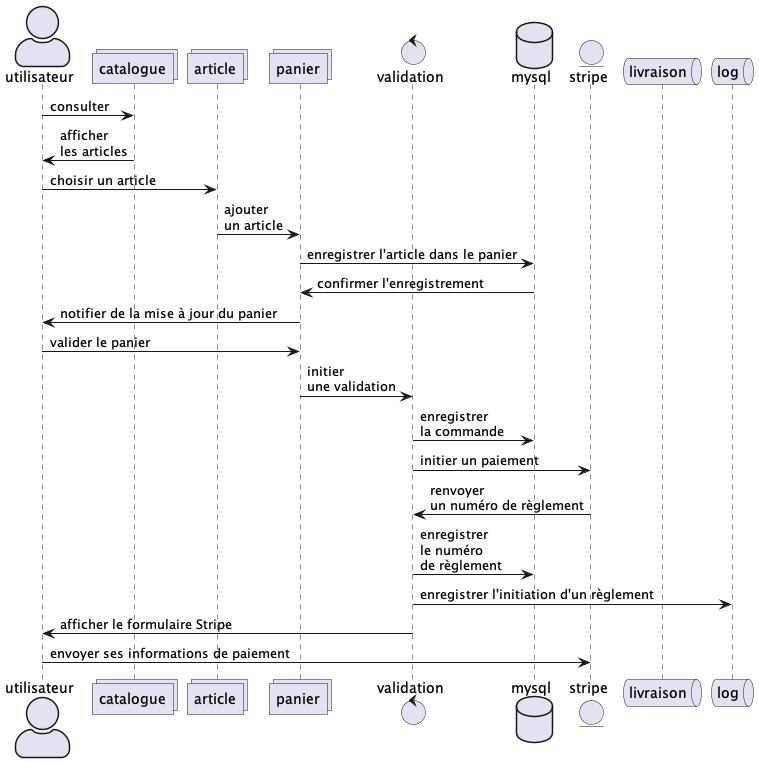 utilisateur
catalogue
article
panier
validation
mysql
stripe
livraison
log
consulter
afficher
les articles
choisir un article
ajouter
un article
enregistrer l'article dans le panier
confirmer l'enregistrement
notifier de la mise à jour du panier
valider le panier
initier
une validation
enregistrer
la commande
initier un paiement
renvoyer
un numéro de règlement
enregistrer
le numéro
de règlement
enregistrer l'initiation d'un règlement
afficher le formulaire Stripe
envoyer ses informations de paiement
utilisateur
catalogue
article
panier
validation
mysql
stripe
livraison
log